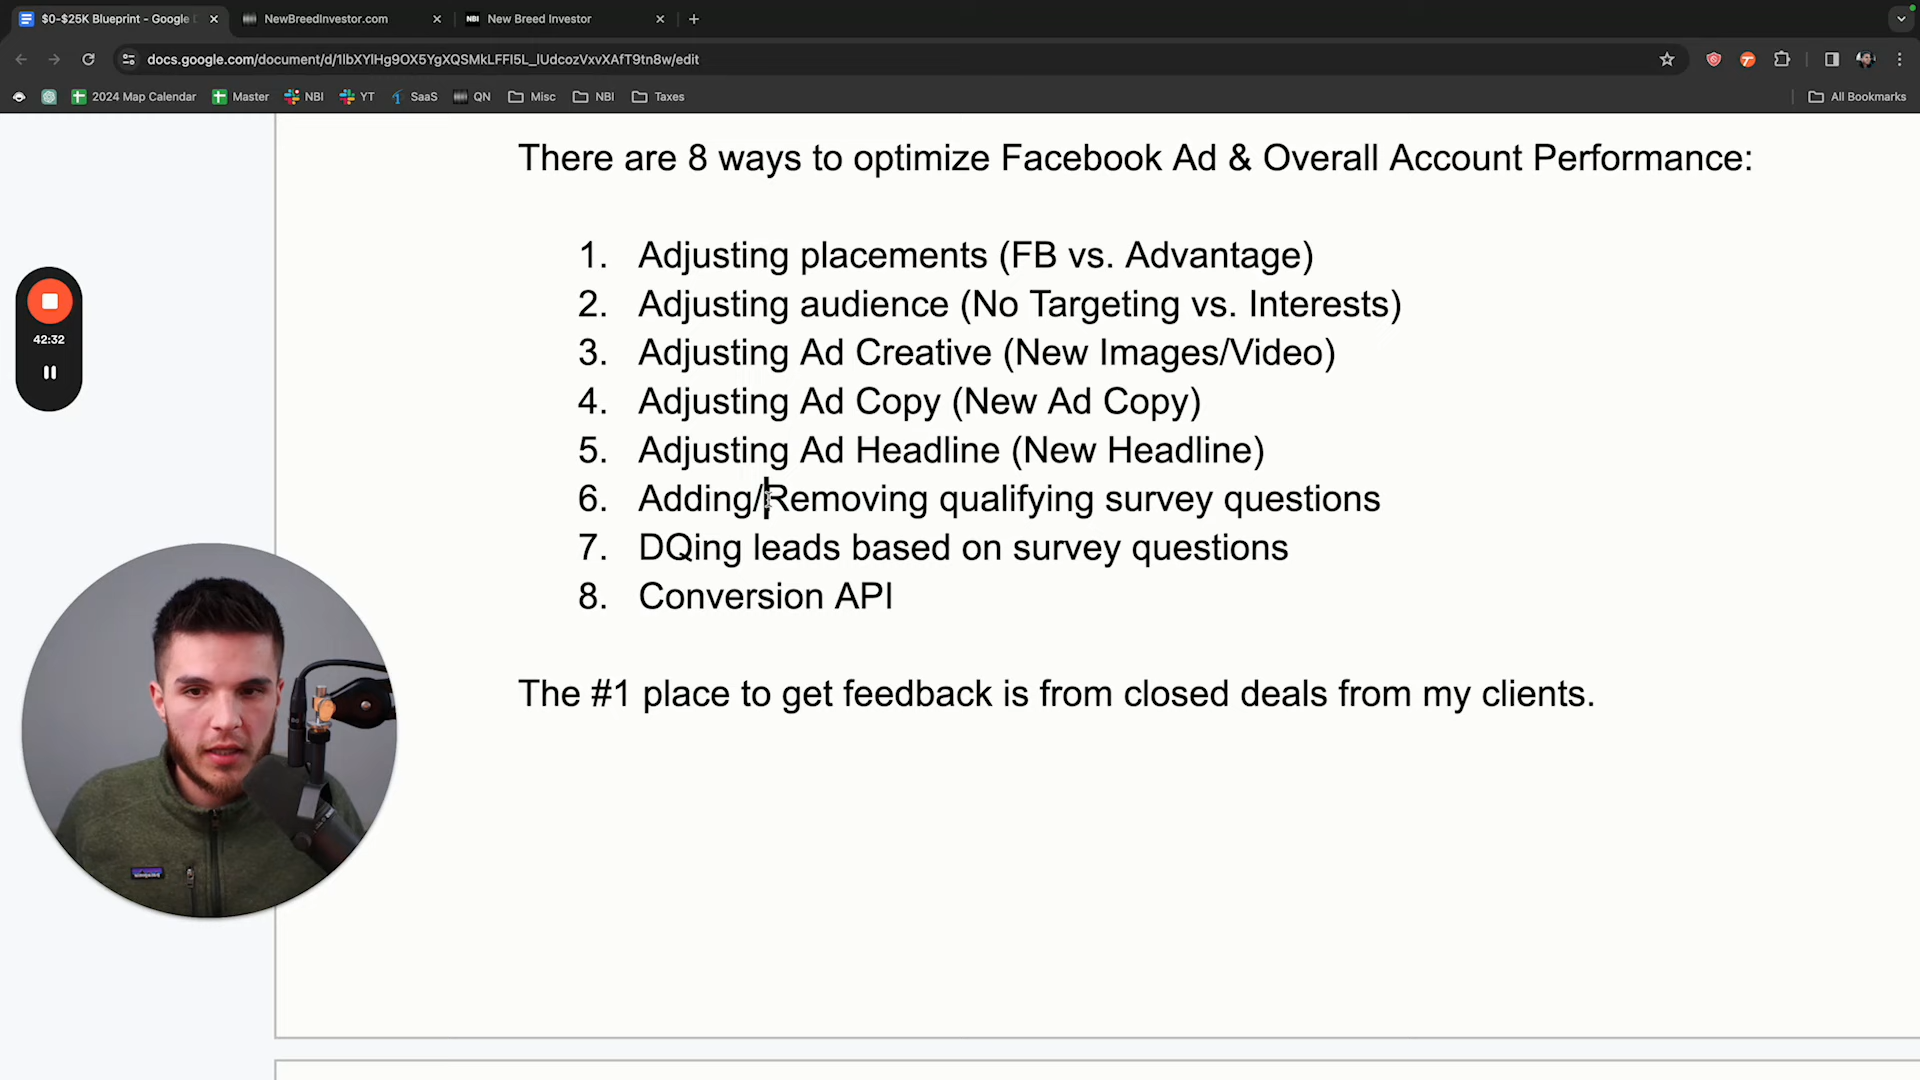 $0-$25K Blueprint - Google
NewBreedInvestor.com
NBI New Breed Investor
docs.google.com/document/d/1lbXYlHg9OX5YgXQSMkLFFI5L_lUdcozVxvXAfT9tn8w/edit
2024 Map Calendar
Master
NBI
YT
SaaS
QN
Misc
NBI
Taxes
All Bookmarks
There are 8 ways to optimize Facebook Ad & Overall Account Performance:
1. Adjusting placements (FB vs. Advantage)
2. Adjusting audience (No Targeting vs. Interests)
3. Adjusting Ad Creative (New Images/Video)
4. Adjusting Ad Copy (New Ad Copy)
5. Adjusting Ad Headline (New Headline)
6. Adding/Removing qualifying survey questions
7. DQing leads based on survey questions
8. Conversion API
The #1 place to get feedback is from closed deals from my clients.
42:32